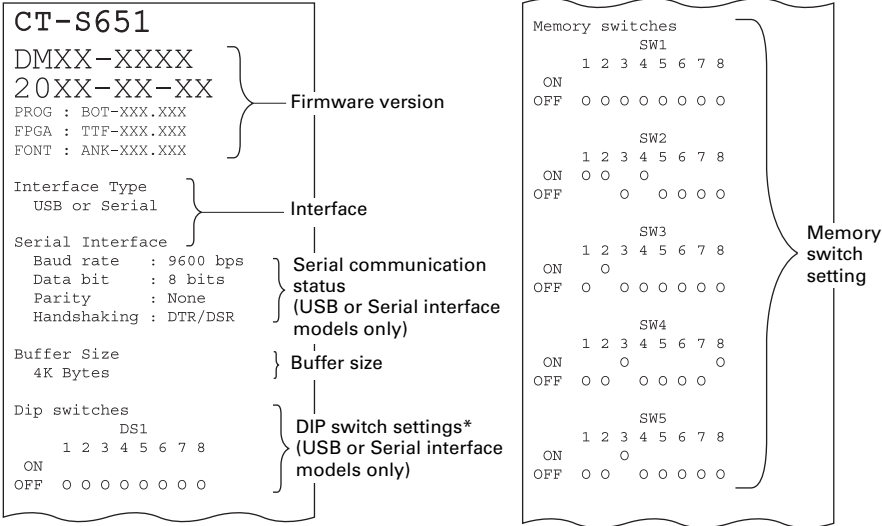 CT-S651
DMXX-XXXX
20XX-XX-XX
PROG : BOT-XXX.XXX
FPGA : TTF-XXX.XXX
FONT : ANK-XXX.XXX
Firmware version
Interface Type
USB or Serial
Interface
Serial Interface
Baud rate : 9600 bps
Data bit : 8 bits
Parity : None
Handshaking : DTR/DSR
Serial communication
status
(USB or Serial interface
models only)
Buffer Size
4K Bytes
Buffer size
Dip switches
DS1
1 2 3 4 5 6 7 8
ON
OFF O O O O O O O O
DIP switch settings*
(USB or Serial interface
models only)
Memory switches
SW1
1 2 3 4 5 6 7 8
ON
OFF O O O O O O O O
SW2
1 2 3 4 5 6 7 8
ON O O O
OFF O O O O O
SW3
1 2 3 4 5 6 7 8
ON O
OFF O O O O O O O
SW4
1 2 3 4 5 6 7 8
ON O O
OFF O O O O O O
SW5
1 2 3 4 5 6 7 8
ON O
OFF O O O O O O O
Memory
switch
setting